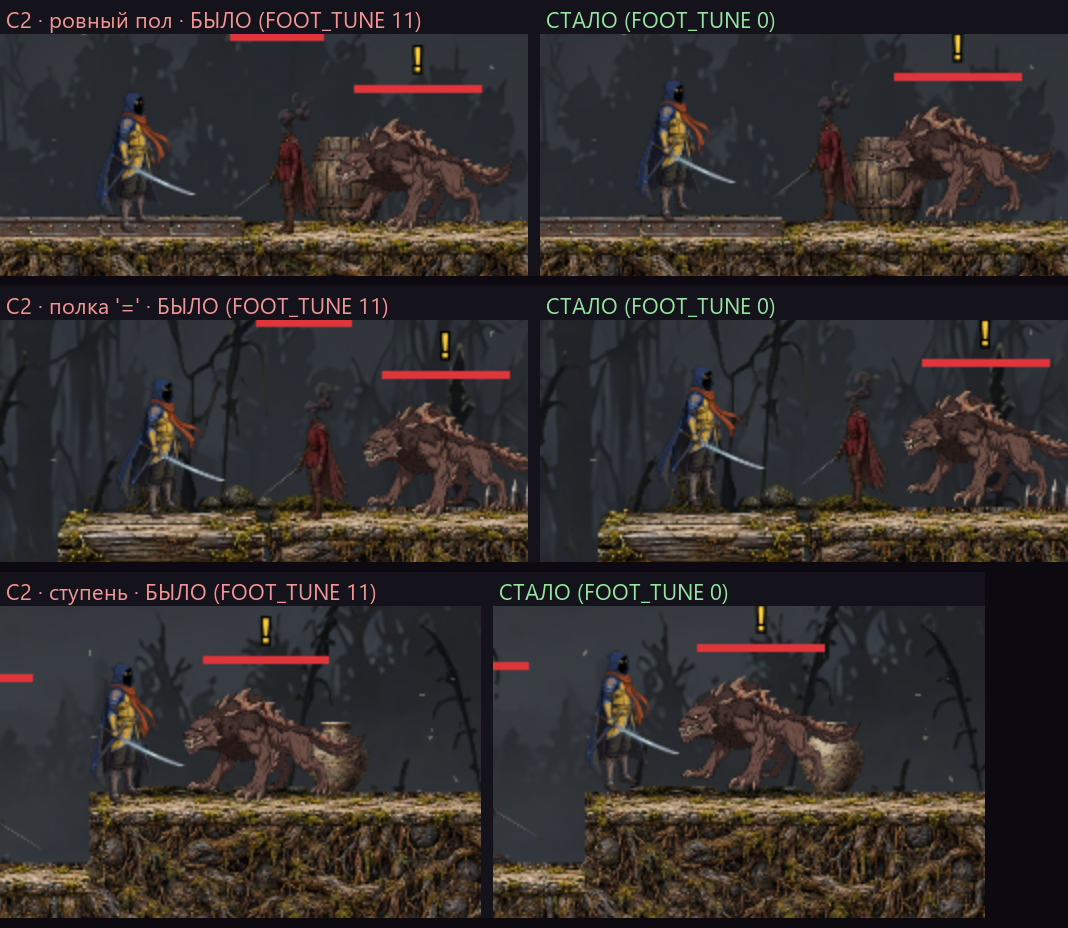 C2 · ровный пол · БЫЛО (FOOT_TUNE 11)
СТАЛО (FOOT_TUNE 0)
!
!
C2 · полка '=' · БЫЛО (FOOT_TUNE 11)
СТАЛО (FOOT_TUNE 0)
!
!
C2 · ступень · БЫЛО (FOOT_TUNE 11)
СТАЛО (FOOT_TUNE 0)
!
!